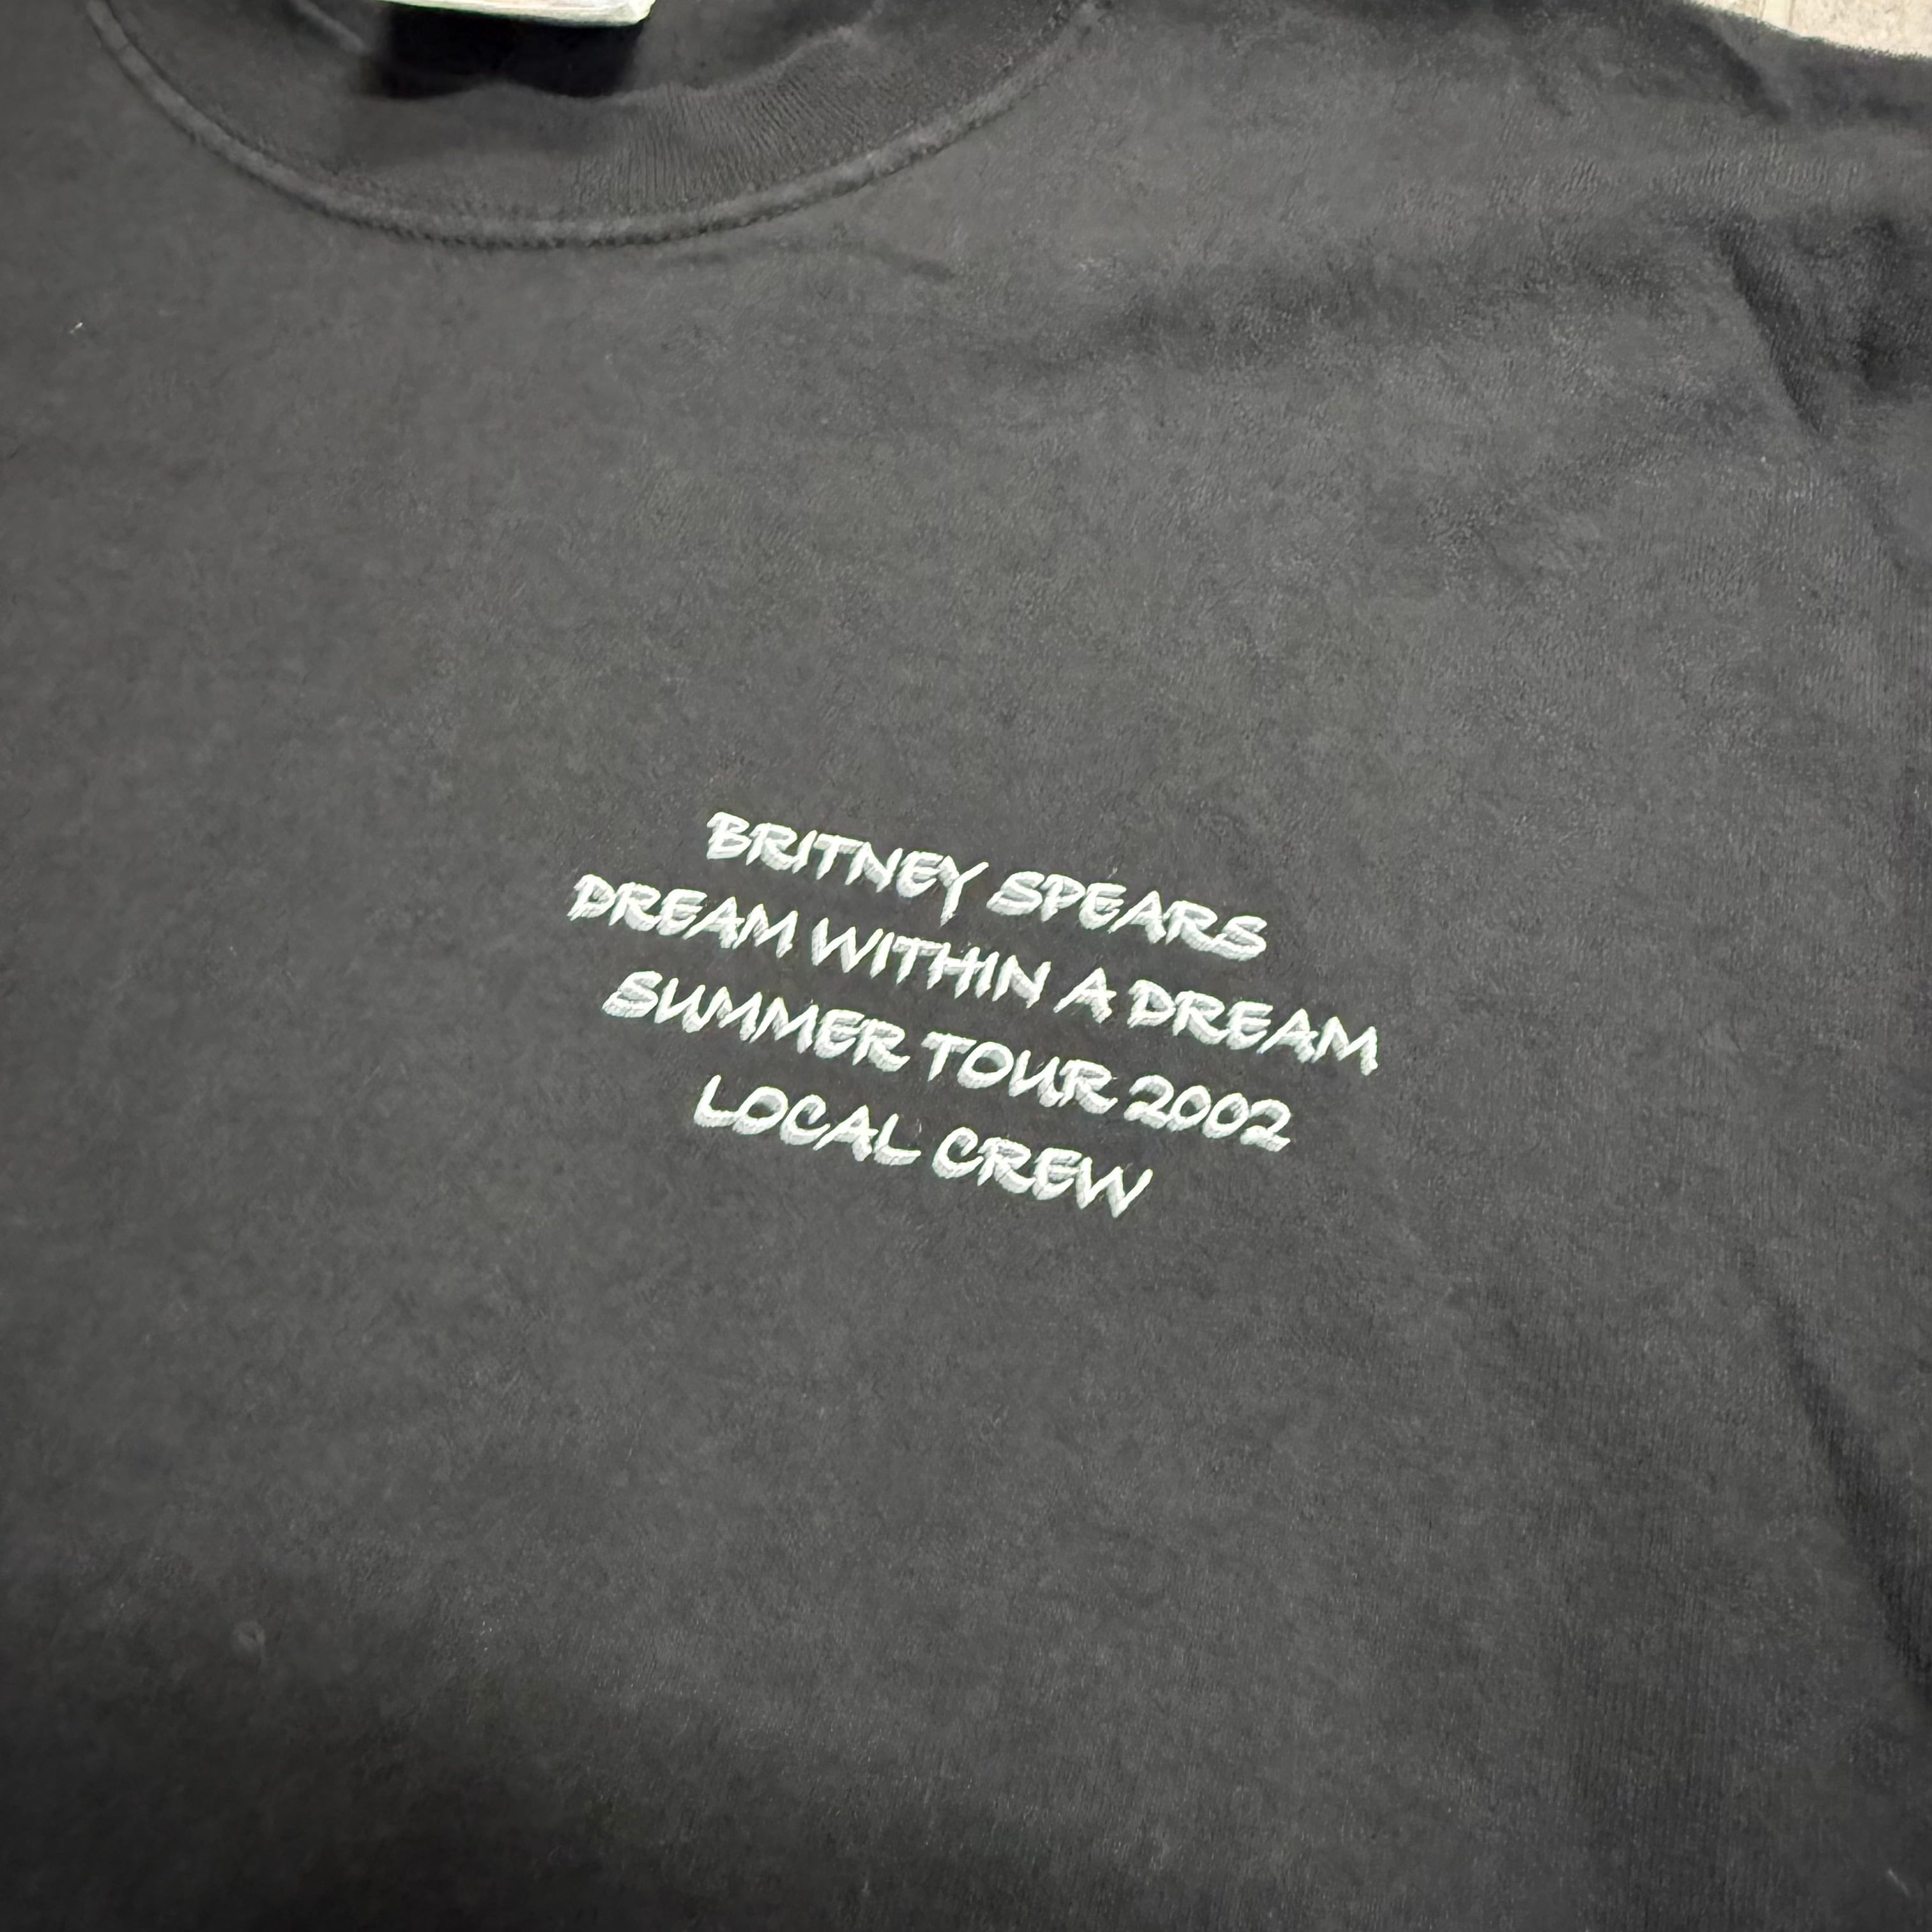 BRITNEY SPEARS
DREAM WITHIN A DREAM
SUMMER TOUR 2002
LOCAL CREW